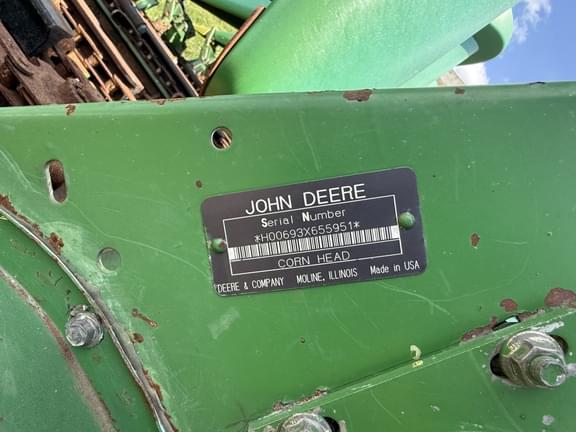 JOHN DEERE
Serial Number
*H00693X655951*
CORN HEAD
DEERE & COMPANY MOLINE, ILLINOIS Made in USA